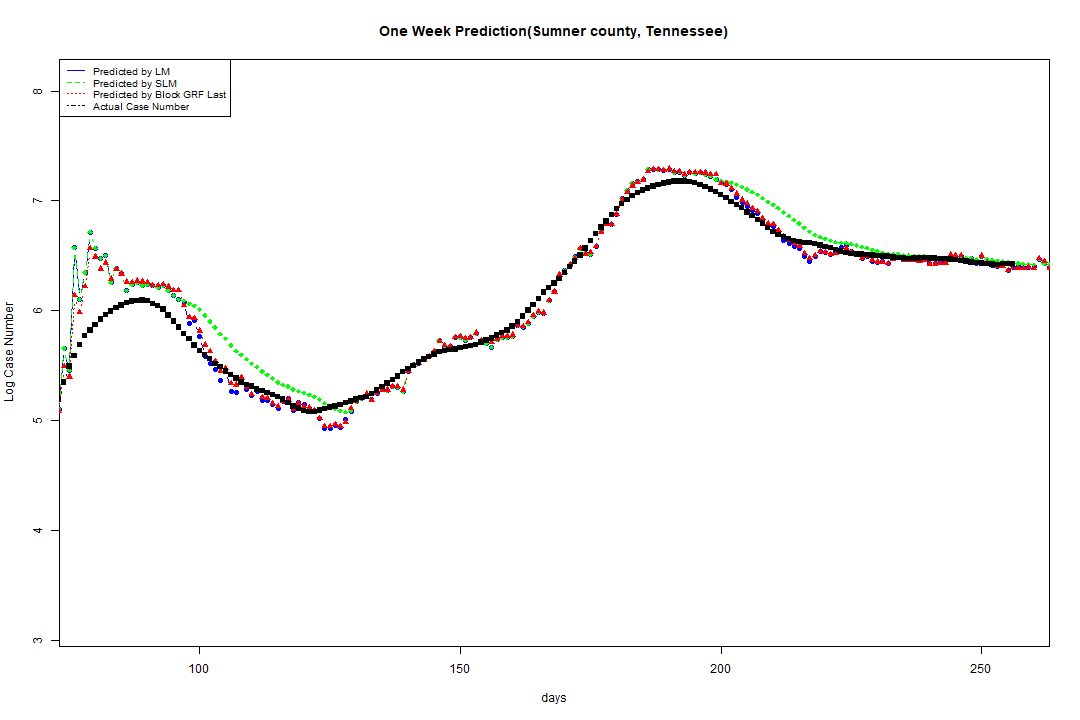 One Week Prediction(Sumner county, Tennessee)
Predicted by LM
Predicted by SLM
Predicted by Block GRF Last
Actual Case Number
8
7
6
5
4
3
Log Case Number
100
150
200
250
days